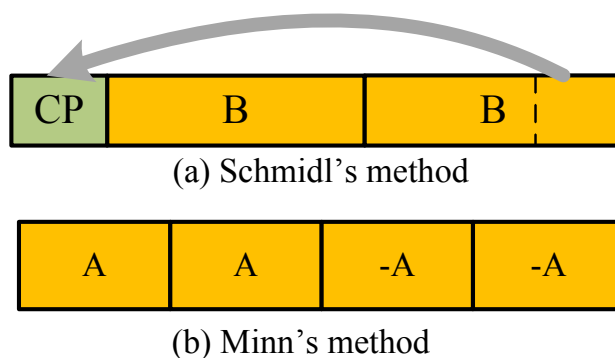 CP B B
(a) Schmidl's method
A A -A -A
(b) Minn's method